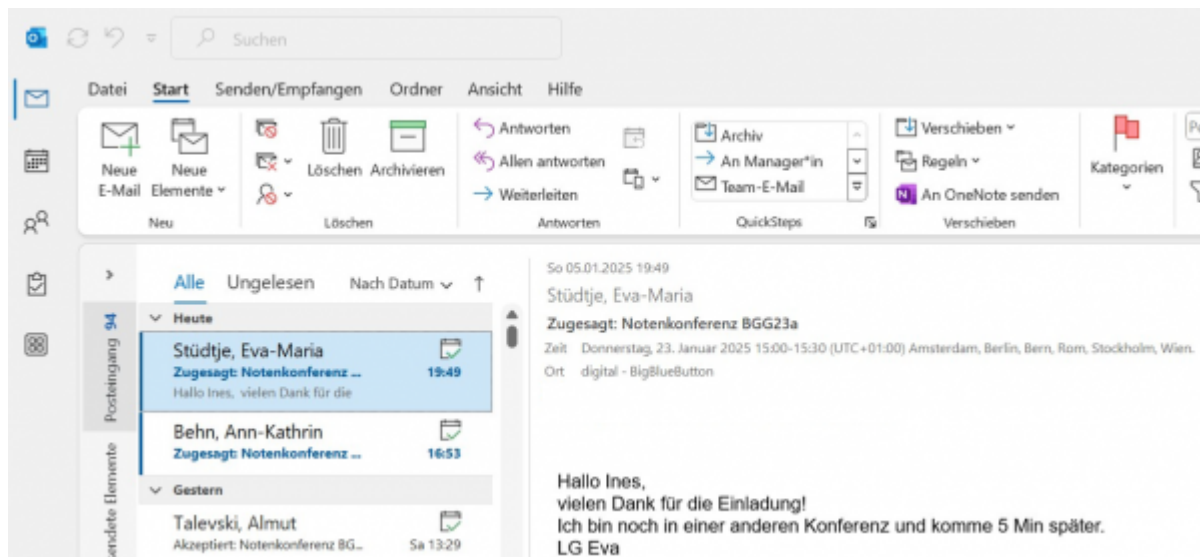 Suchen
Datei Start Senden/Empfangen Ordner Ansicht Hilfe
Neue E-Mail
Neue Elemente
Neu
Löschen Archivieren
Löschen
Antworten
Allen antworten
Weiterleiten
Antworten
Archiv
An Manager*in
Team-E-Mail
QuickSteps
Verschieben
Regeln
An OneNote senden
Verschieben
Kategorien
Posteingang 94
Elemente
Alle Ungelesen Nach Datum
Heute
Stüdtje, Eva-Maria
Zugesagt: Notenkonferenz ... 19:49
Hallo Ines, vielen Dank für die
Behn, Ann-Kathrin
Zugesagt: Notenkonferenz ... 16:53
Gestern
Talevski, Almut
Akzeptiert: Notenkonferenz BG... Sa 13:29
So 05.01.2025 19:49
Stüdtje, Eva-Maria
Zugesagt: Notenkonferenz BGG23a
Zeit Donnerstag, 23. Januar 2025 15:00-15:30 (UTC+01:00) Amsterdam, Berlin, Bern, Rom, Stockholm, Wien.
Ort digital - BigBlueButton
Hallo Ines,
vielen Dank für die Einladung!
Ich bin noch in einer anderen Konferenz und komme 5 Min später.
LG Eva